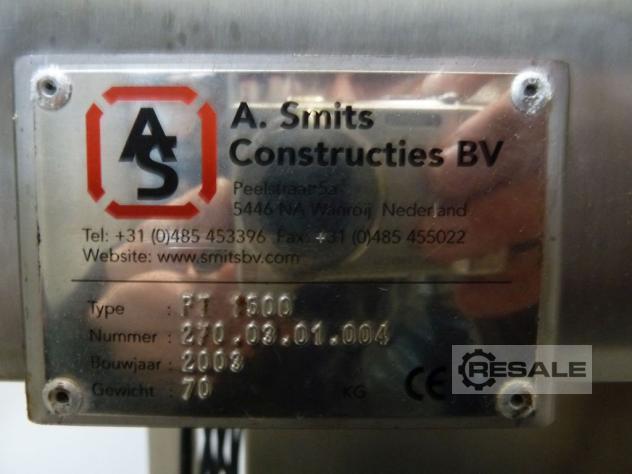 AS
A. Smits
Constructies BV
Peelstraat 5a
5446 NA Wanroij Nederland
Tel: +31 (0)485 453396 Fax: +31 (0)485 455022
Website: www.smitsbv.com
Type : PT 1500
Nummer : 270.03.01.004
Bouwjaar : 2003
Gewicht : 70 KG
CE
RESALE